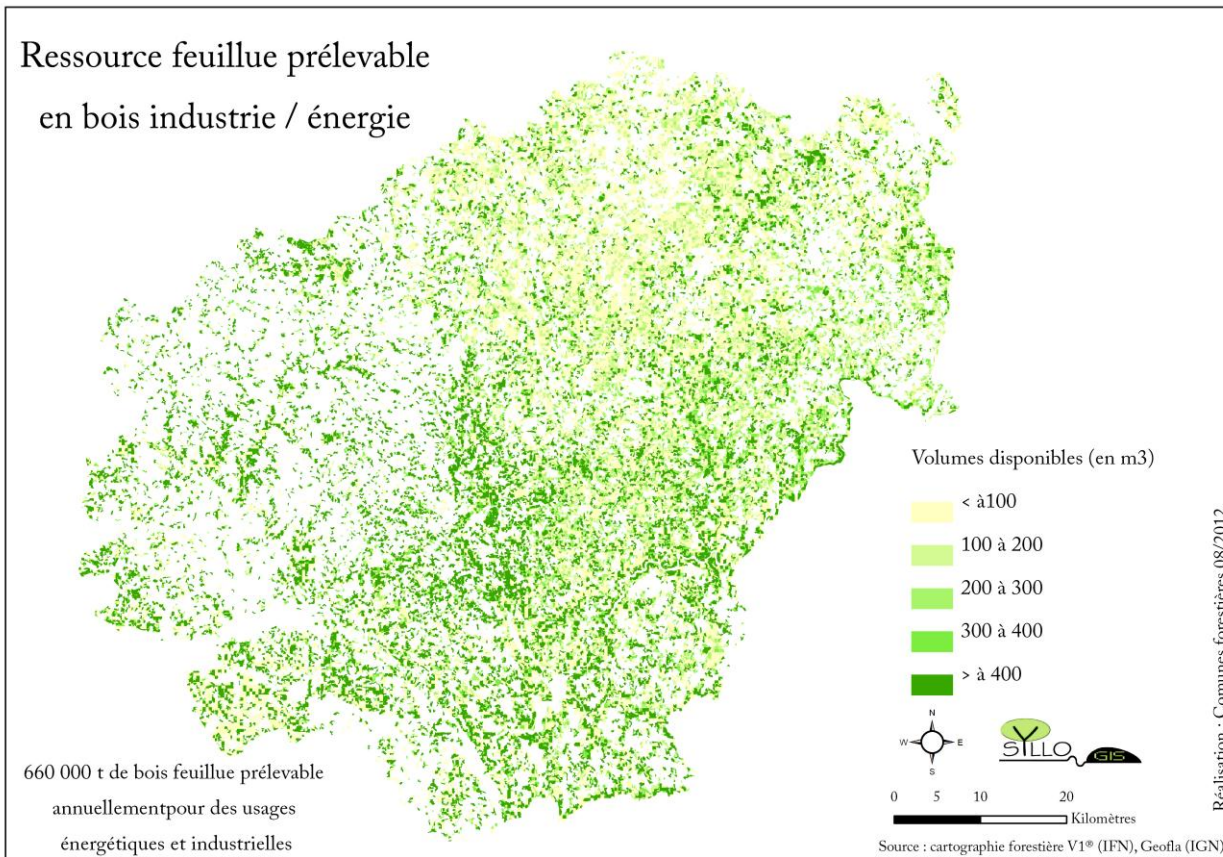 Ressource feuillue prélevable
en bois industrie / énergie
Volumes disponibles (en m3)
< à100
100 à 200
200 à 300
300 à 400
> à 400
N
W E
S
SYLLO GIS
0 5 10 20
Kilomètres
660 000 t de bois feuillue prélevable
annuellementpour des usages
énergétiques et industrielles
Source : cartographie forestière V1® (IFN), Geofla (IGN)
Réalisation : Comunes forestières 08/2012